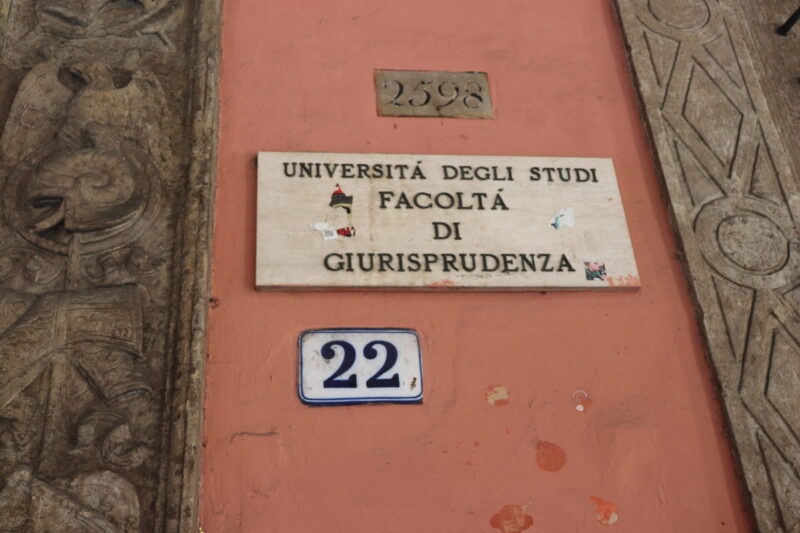 2598
UNIVERSITÁ DEGLI STUDI
FACOLTÁ
DI
GIURISPRUDENZA
22